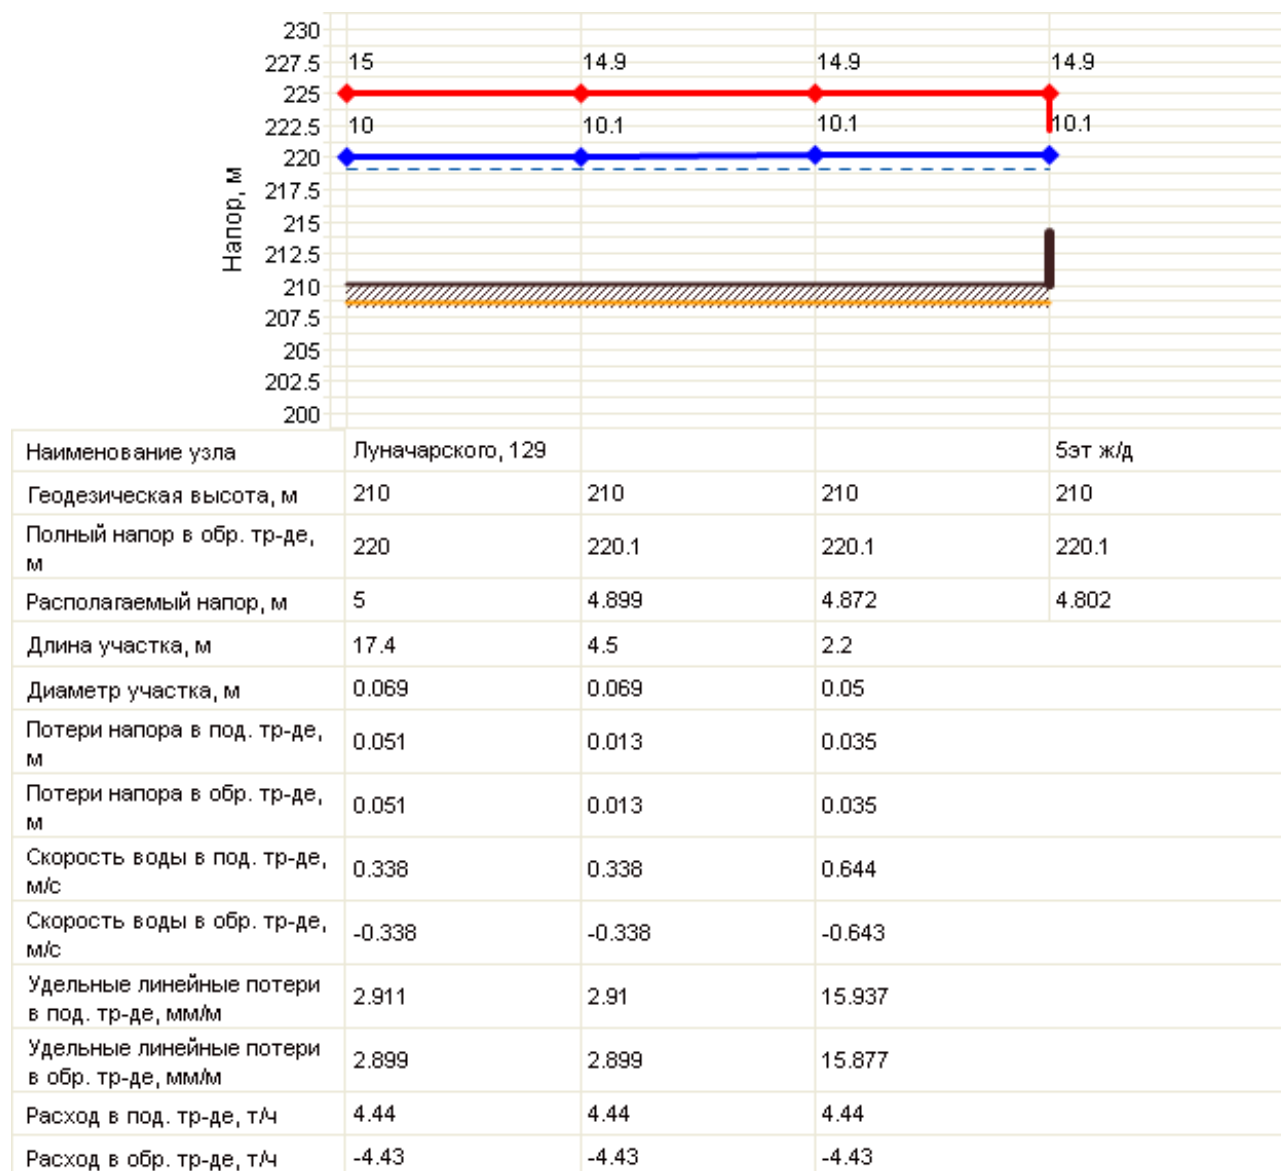 230
227.5 15 14.9 14.9 14.9
225
222.5 10 10.1 10.1 10.1
220
217.5
215
212.5
210
207.5
205
202.5
200
Напор, м
Наименование узла Луначарского, 129 5эт ж/д
Геодезическая высота, м 210 210 210 210
Полный напор в обр. тр-де,
м 220 220.1 220.1 220.1
Располагаемый напор, м 5 4.899 4.872 4.802
Длина участка, м 17.4 4.5 2.2
Диаметр участка, м 0.069 0.069 0.05
Потери напора в под. тр-де,
м 0.051 0.013 0.035
Потери напора в обр. тр-де,
м 0.051 0.013 0.035
Скорость воды в под. тр-де,
м/с 0.338 0.338 0.644
Скорость воды в обр. тр-де,
м/с -0.338 -0.338 -0.643
Удельные линейные потери
в под. тр-де, мм/м 2.911 2.91 15.937
Удельные линейные потери
в обр. тр-де, мм/м 2.899 2.899 15.877
Расход в под. тр-де, т/ч 4.44 4.44 4.44
Расход в обр. тр-де, т/ч -4.43 -4.43 -4.43